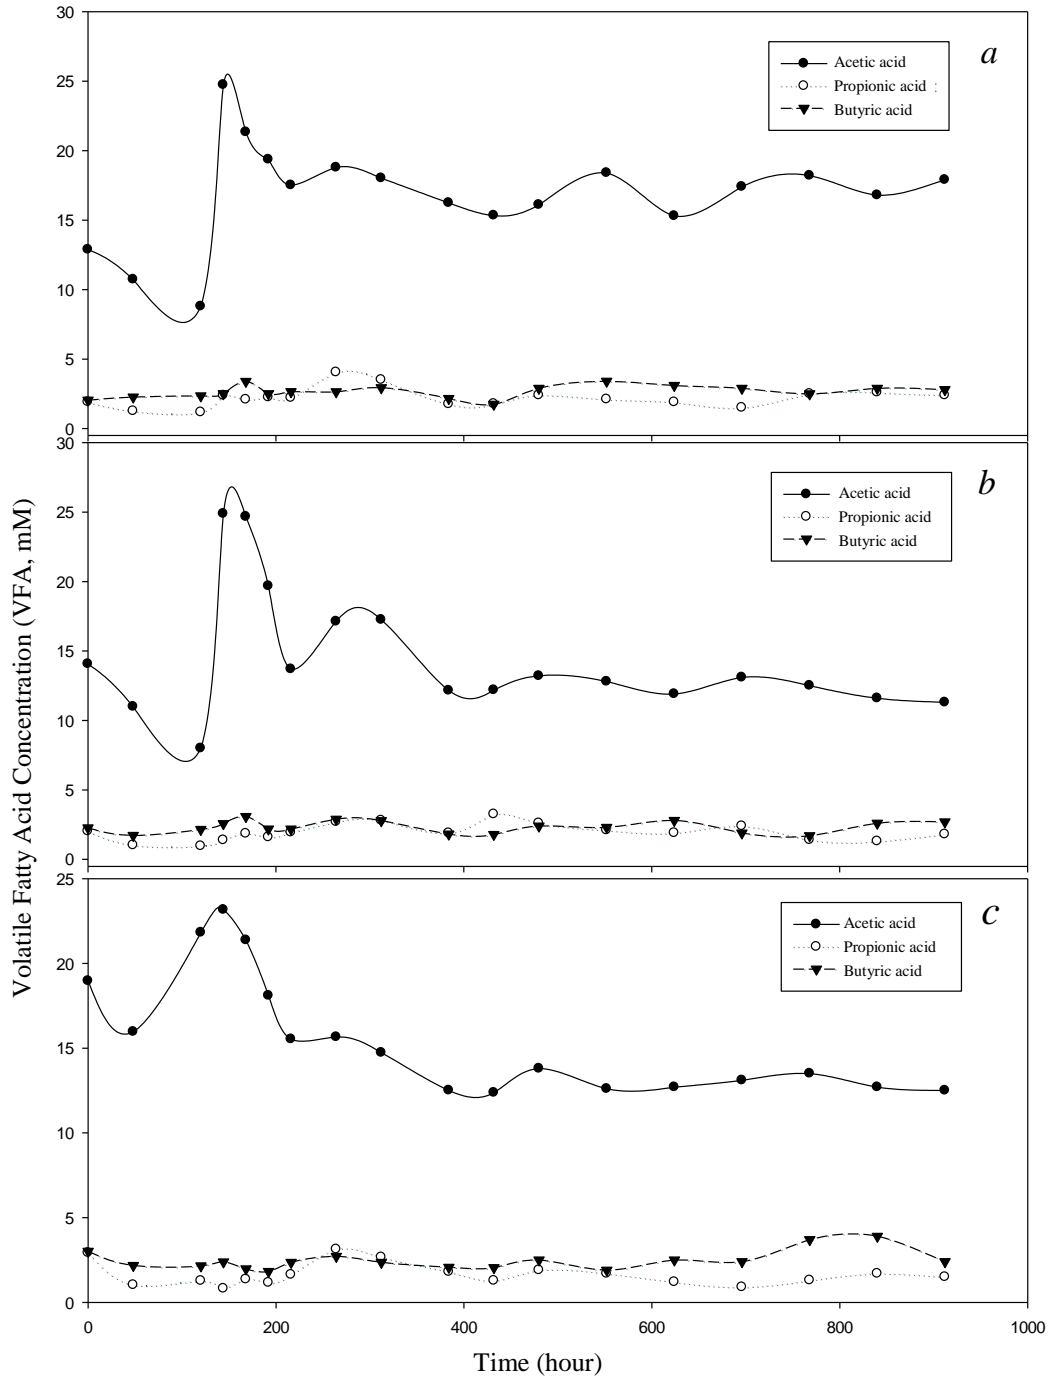 Volatile Fatty Acid Concentration (VFA, mM)
30
25
20
15
10
5
0
a
Acetic acid
Propionic acid
Butyric acid
30
25
20
15
10
5
0
b
Acetic acid
Propionic acid
Butyric acid
25
20
15
10
5
0
c
Acetic acid
Propionic acid
Butyric acid
0 200 400 600 800 1000
Time (hour)